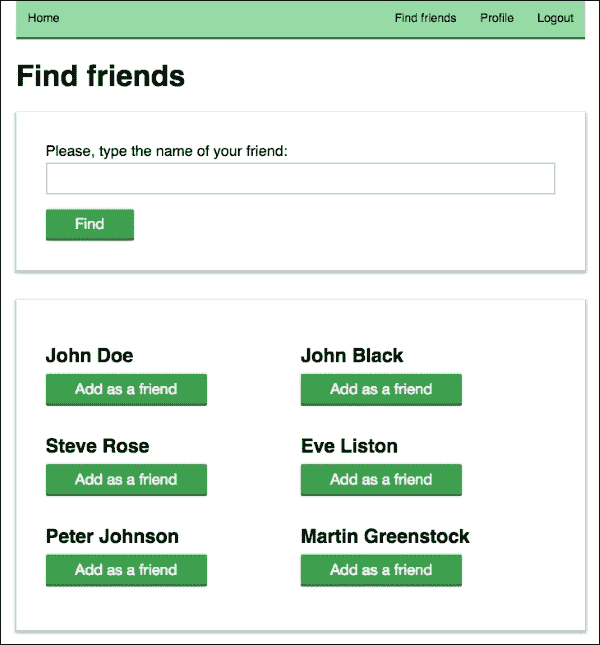 Home Find friends Profile Logout
Find friends
Please, type the name of your friend:
Find
John Doe John Black
Add as a friend Add as a friend
Steve Rose Eve Liston
Add as a friend Add as a friend
Peter Johnson Martin Greenstock
Add as a friend Add as a friend